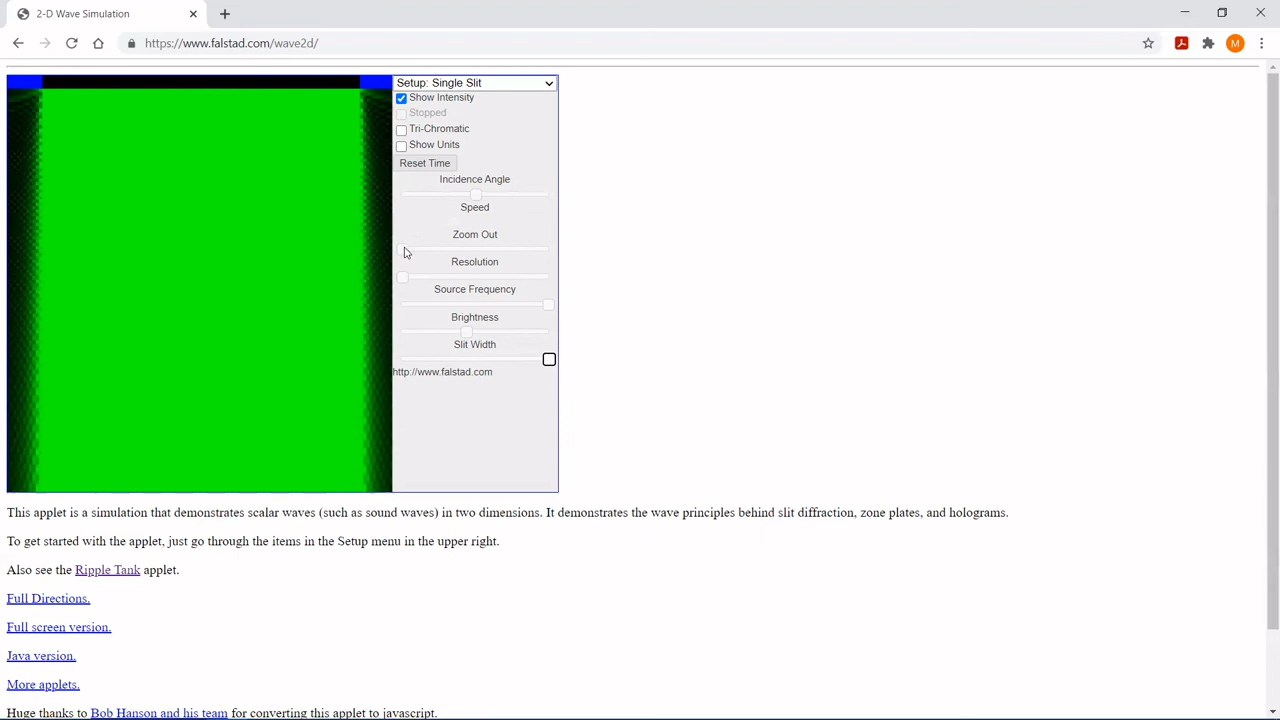 2-D Wave Simulation
https://www.falstad.com/wave2d/
M
Setup: Single Slit
Show Intensity
Stopped
Tri-Chromatic
Show Units
Reset Time
Incidence Angle
Speed
Zoom Out
Resolution
Source Frequency
Brightness
Slit Width
http://www.falstad.com
This applet is a simulation that demonstrates scalar waves (such as sound waves) in two dimensions. It demonstrates the wave principles behind slit diffraction, zone plates, and holograms.
To get started with the applet, just go through the items in the Setup menu in the upper right.
Also see the Ripple Tank applet.
Full Directions.
Full screen version.
Java version.
More applets.
Huge thanks to Bob Hanson and his team for converting this applet to javascript.